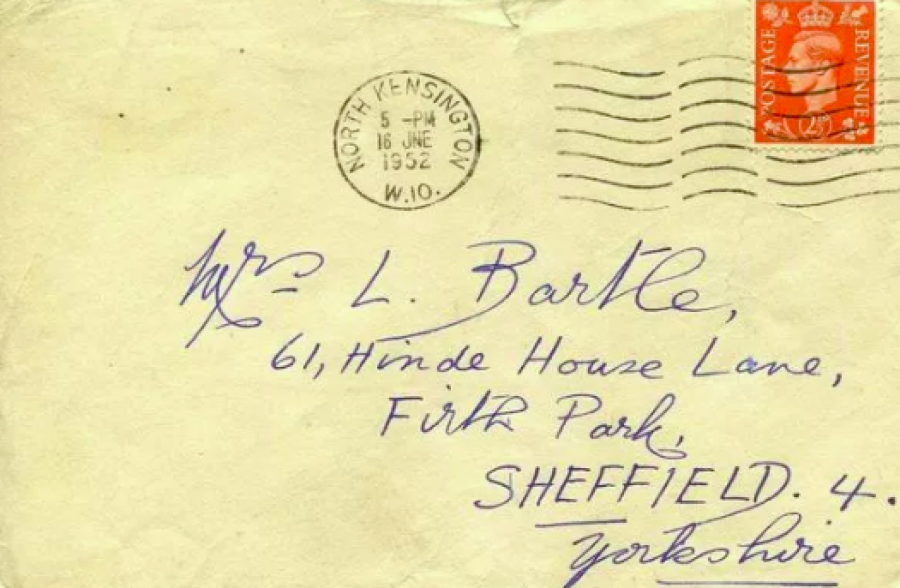 POSTAGE REVENUE
2½
NORTH KENSINGTON
5 -PM
16 JNE
1952
W.10.
Mrs L. Bartle,
61, Hinde House Lane,
Firth Park,
SHEFFIELD. 4.
Yorkshire